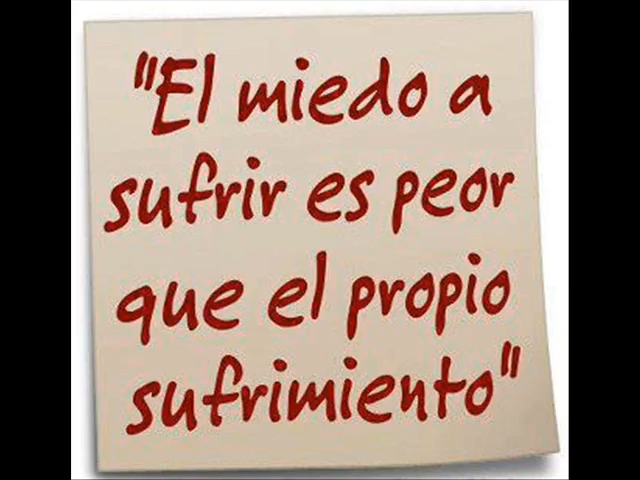 "El miedo a
sufrir es peor
que el propio
sufrimiento"